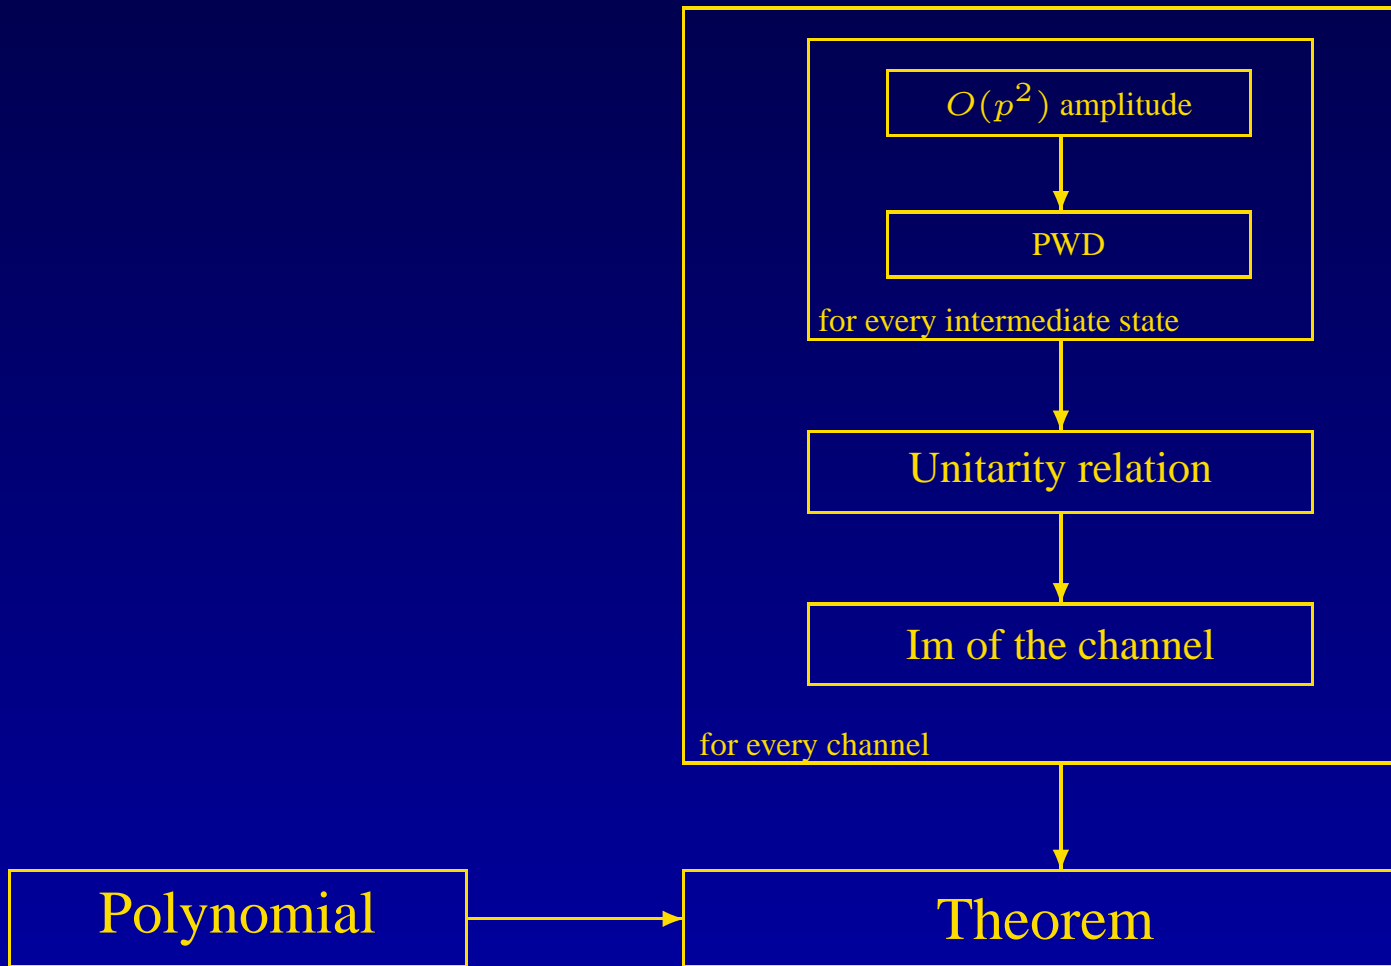 O(p²) amplitude
PWD
for every intermediate state
Unitarity relation
Im of the channel
for every channel
Polynomial
Theorem